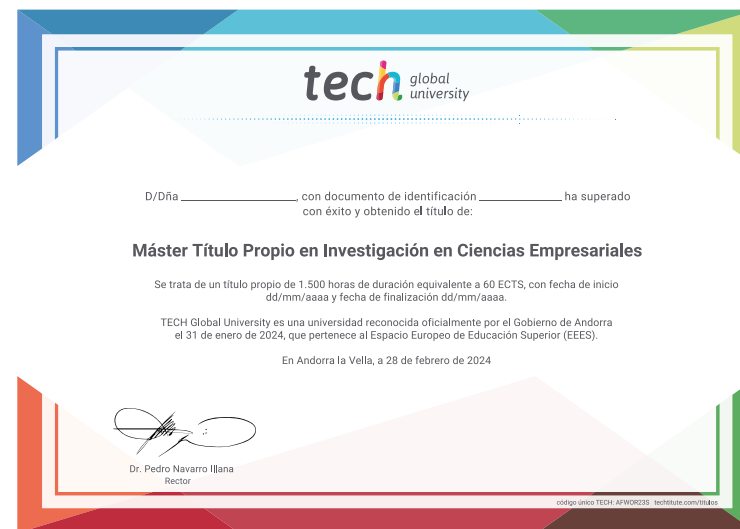 tech global university
D/Dña ______________, con documento de identificación ____________ ha superado
con éxito y obtenido el título de:
Máster Título Propio en Investigación en Ciencias Empresariales
Se trata de un título propio de 1.500 horas de duración equivalente a 60 ECTS, con fecha de inicio
dd/mm/aaaa y fecha de finalización dd/mm/aaaa.
TECH Global University es una universidad reconocida oficialmente por el Gobierno de Andorra
el 31 de enero de 2024, que pertenece al Espacio Europeo de Educación Superior (EEES).
En Andorra la Vella, a 28 de febrero de 2024
Dr. Pedro Navarro Illana
Rector
código único TECH: AFWOR23S techtitute.com/titulos